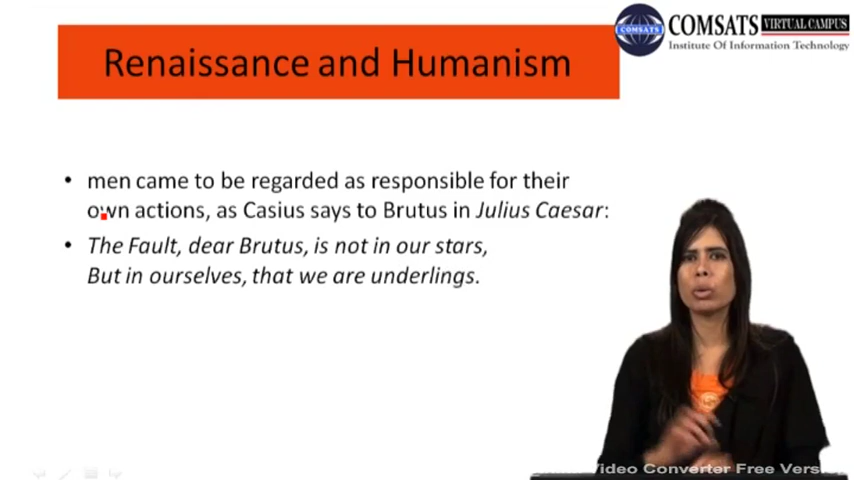 COMSATS VIRTUAL CAMPUS
COMSATS
Institute Of Information Technology
Renaissance and Humanism
• men came to be regarded as responsible for their
own actions, as Casius says to Brutus in Julius Caesar:
• The Fault, dear Brutus, is not in our stars,
But in ourselves, that we are underlings.
Video Converter Free Vers